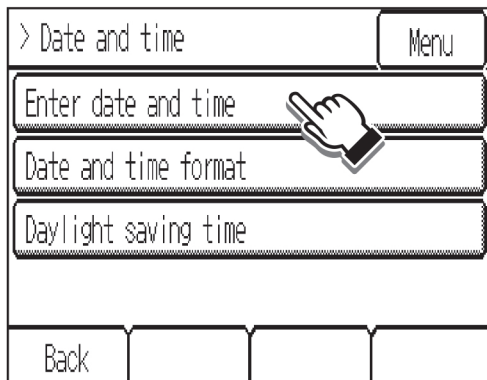 > Date and time
Menu
Enter date and time
Date and time format
Daylight saving time
Back